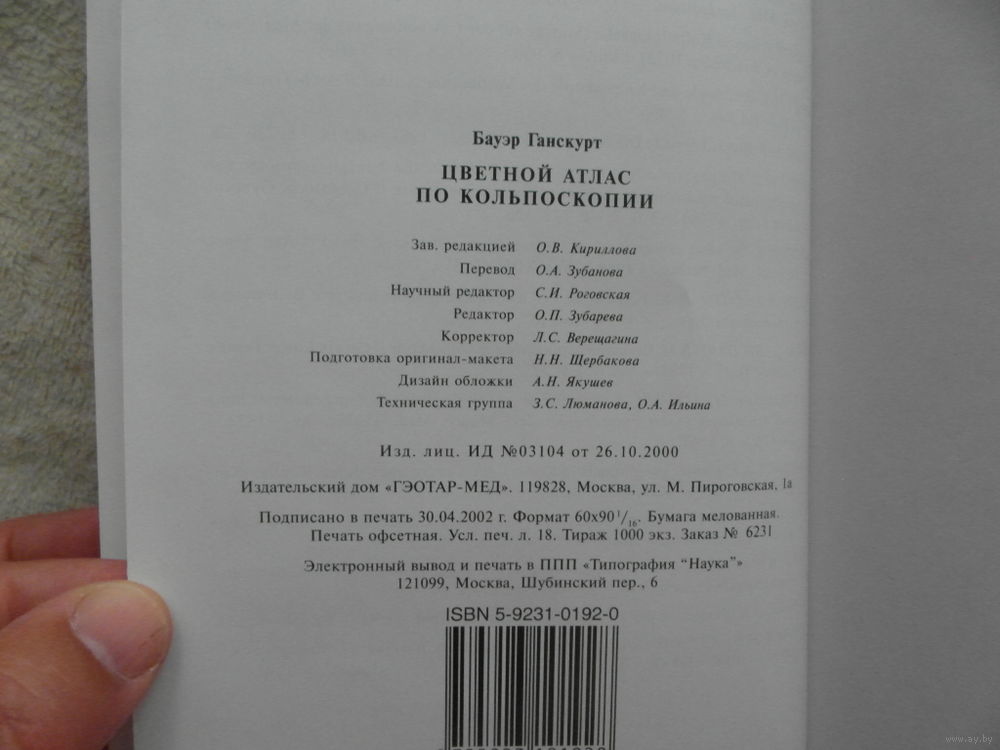 Бауэр Ганскурт
ЦВЕТНОЙ АТЛАС
ПО КОЛЬПОСКОПИИ
Зав. редакцией О.В. Кириллова
Перевод О.А. Зубанова
Научный редактор С.И. Роговская
Редактор О.П. Зубарева
Корректор Л.С. Верещагина
Подготовка оригинал-макета Н.Н. Щербакова
Дизайн обложки А.Н. Якушев
Техническая группа З.С. Люманова, О.А. Ильина
Изд. лиц. ИД №03104 от 26.10.2000
Издательский дом «ГЭОТАР-МЕД». 119828, Москва, ул. М. Пироговская, 1а
Подписано в печать 30.04.2002 г. Формат 60x90 1/16. Бумага мелованная.
Печать офсетная. Усл. печ. л. 18. Тираж 1000 экз. Заказ № 6231
Электронный вывод и печать в ППП «Типография "Наука"»
121099, Москва, Шубинский пер., 6
ISBN 5-9231-0192-0
www.ay.by